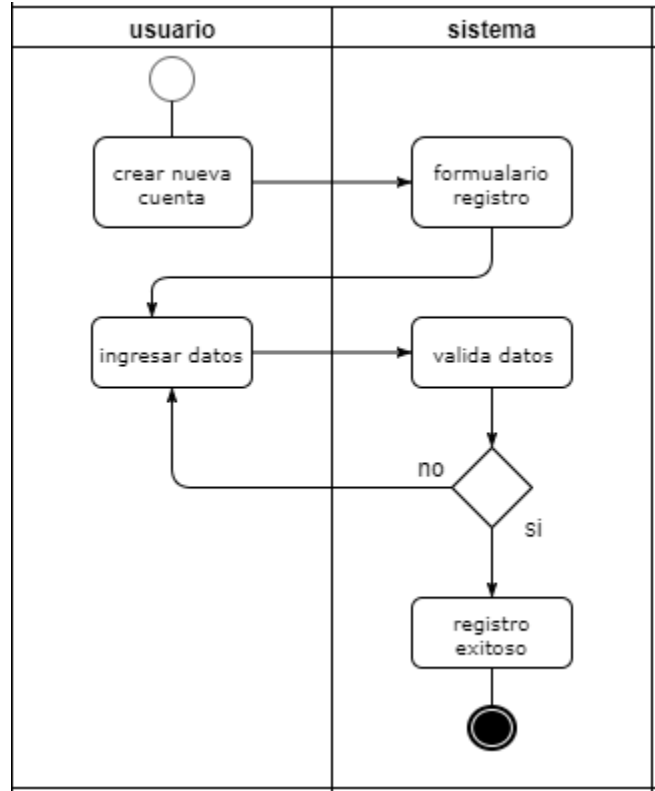 usuario
sistema
crear nueva
cuenta
formualario
registro
ingresar datos
valida datos
no
si
registro
exitoso